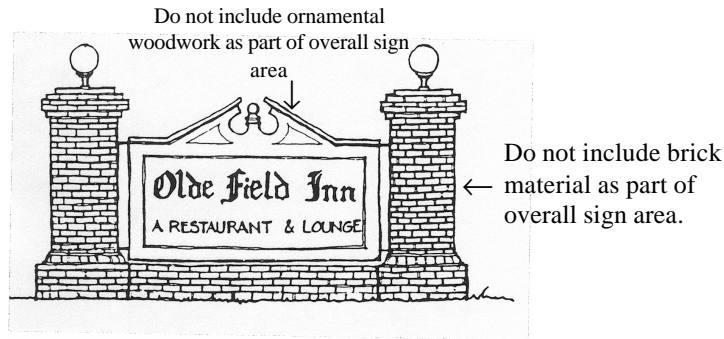 Do not include ornamental
woodwork as part of overall sign
area
Olde Field Inn
A RESTAURANT & LOUNGE
Do not include brick
material as part of
overall sign area.